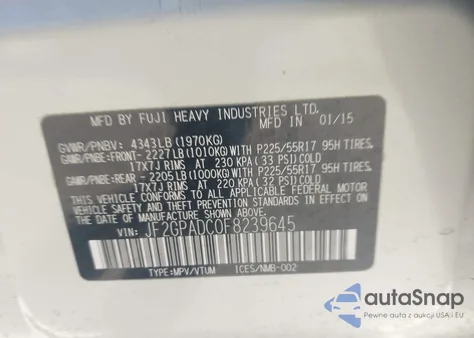 MFD BY FUJI HEAVY INDUSTRIES LTD. IN 01/15
GVWR/PNBV: 4343LB (1970KG)
GAWR/PNBE: FRONT- 2227LB (1010KG) WITH P225/55R17 95H TIRES,
17X7J RIMS AT 230 KPA (33 PSI) COLD
GAWR/PNBE: REAR - 2205LB (1000KG) WITH P225/55R17 95H TIRES,
17X7J RIMS AT 220 KPA (32 PSI) COLD
THIS VEHICLE CONFORMS TO ALL APPLICABLE FEDERAL MOTOR VEHICLE
SAFETY, BUMPER, AND THEFT PREVENTION STANDARDS IN EFFECT ON
THE DATE OF MANUFACTURE SHOWN ABOVE.
VIN: JF2GPADC0F8239645
TYPE:MPV/VTUM ICES/NMB-002
autoSnap
Pewne auta z aukcji USA i EU